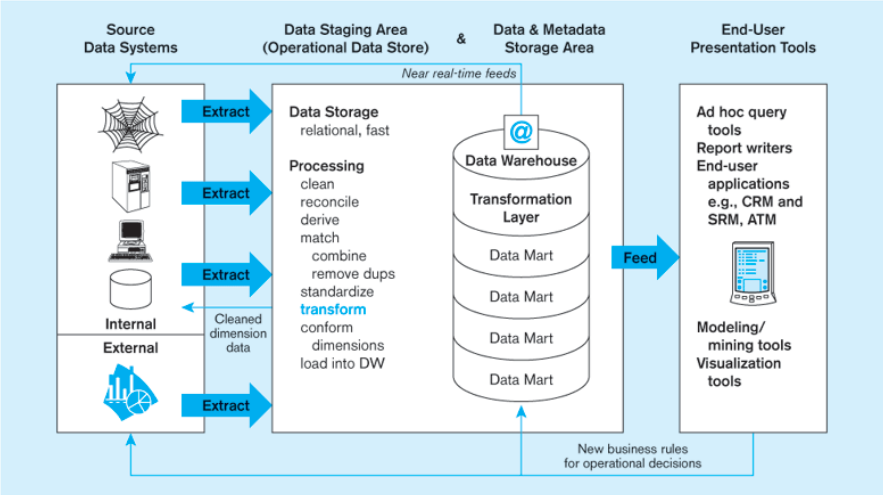 Source
Data Systems
Data Staging Area
(Operational Data Store)
&
Data & Metadata
Storage Area
End-User
Presentation Tools
Near real-time feeds
Extract
Extract
Extract
Extract
Internal
External
Cleaned
dimension
data
Data Storage
relational, fast
Processing
clean
reconcile
derive
match
combine
remove dups
standardize
transform
conform
dimensions
load into DW
@
Data Warehouse
Transformation
Layer
Data Mart
Data Mart
Data Mart
Data Mart
Feed
Ad hoc query
tools
Report writers
End-user
applications
e.g., CRM and
SRM, ATM
Modeling/
mining tools
Visualization
tools
New business rules
for operational decisions